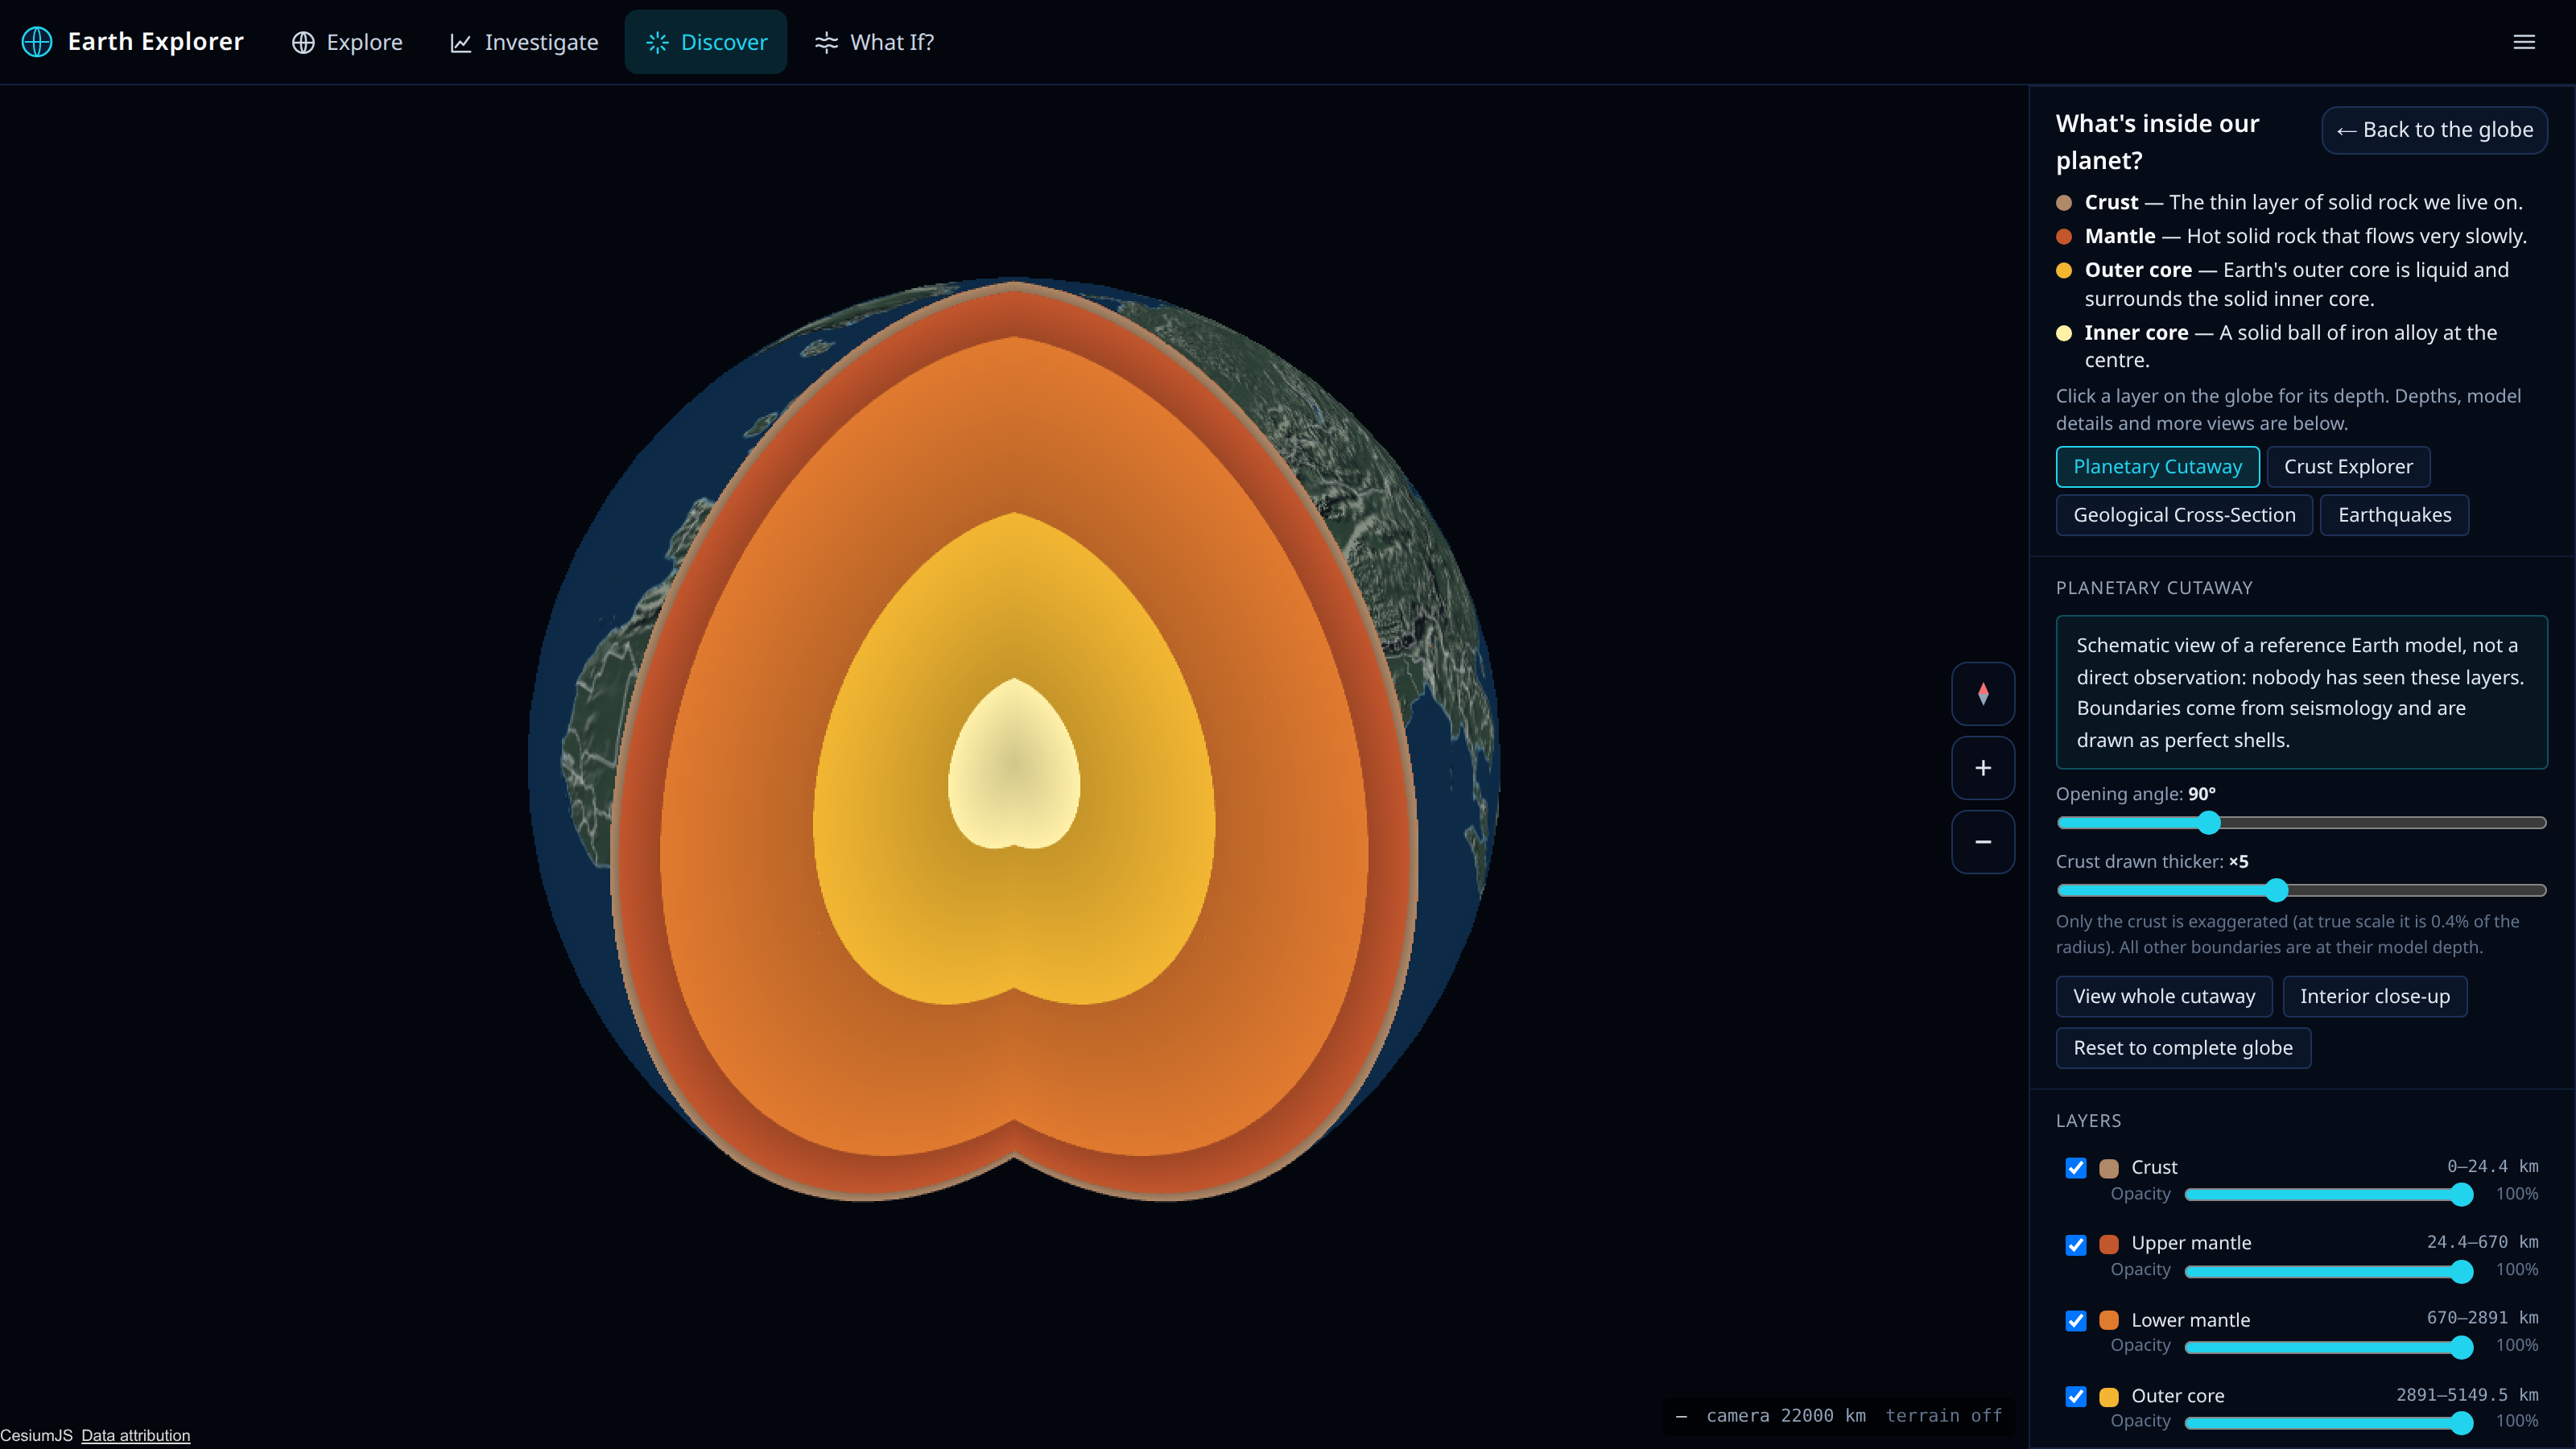 Earth Explorer
Explore
Investigate
Discover
What If?
What's inside our
planet?
← Back to the globe
Crust — The thin layer of solid rock we live on.
Mantle — Hot solid rock that flows very slowly.
Outer core — Earth's outer core is liquid and
surrounds the solid inner core.
Inner core — A solid ball of iron alloy at the
centre.
Click a layer on the globe for its depth. Depths, model
details and more views are below.
Planetary Cutaway
Crust Explorer
Geological Cross-Section
Earthquakes
PLANETARY CUTAWAY
Schematic view of a reference Earth model, not a
direct observation: nobody has seen these layers.
Boundaries come from seismology and are
drawn as perfect shells.
Opening angle: 90°
Crust drawn thicker: ×5
Only the crust is exaggerated (at true scale it is 0.4% of the
radius). All other boundaries are at their model depth.
View whole cutaway
Interior close-up
Reset to complete globe
LAYERS
Crust 0–24.4 km
Opacity 100%
Upper mantle 24.4–670 km
Opacity 100%
Lower mantle 670–2891 km
Opacity 100%
Outer core 2891–5149.5 km
Opacity 100%
+
−
– camera 22000 km terrain off
CesiumJS Data attribution